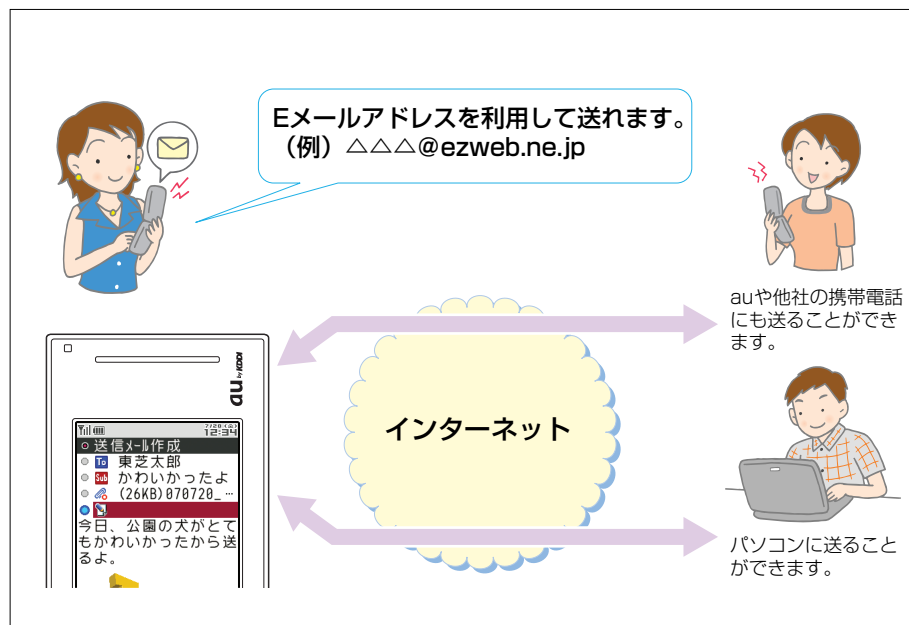 Eメールアドレスを利用して送れます。
（例）△△△@ezweb.ne.jp
auや他社の携帯電話
にも送ることができ
ます。
au by KDDI
7/20(金)
12:34
送信メール作成
To 東芝太郎
Sub かわいかったよ
(26KB)070720_…
今日、公園の犬がとて
もかわいかったから送
るよ。
インターネット
パソコンに送ること
ができます。